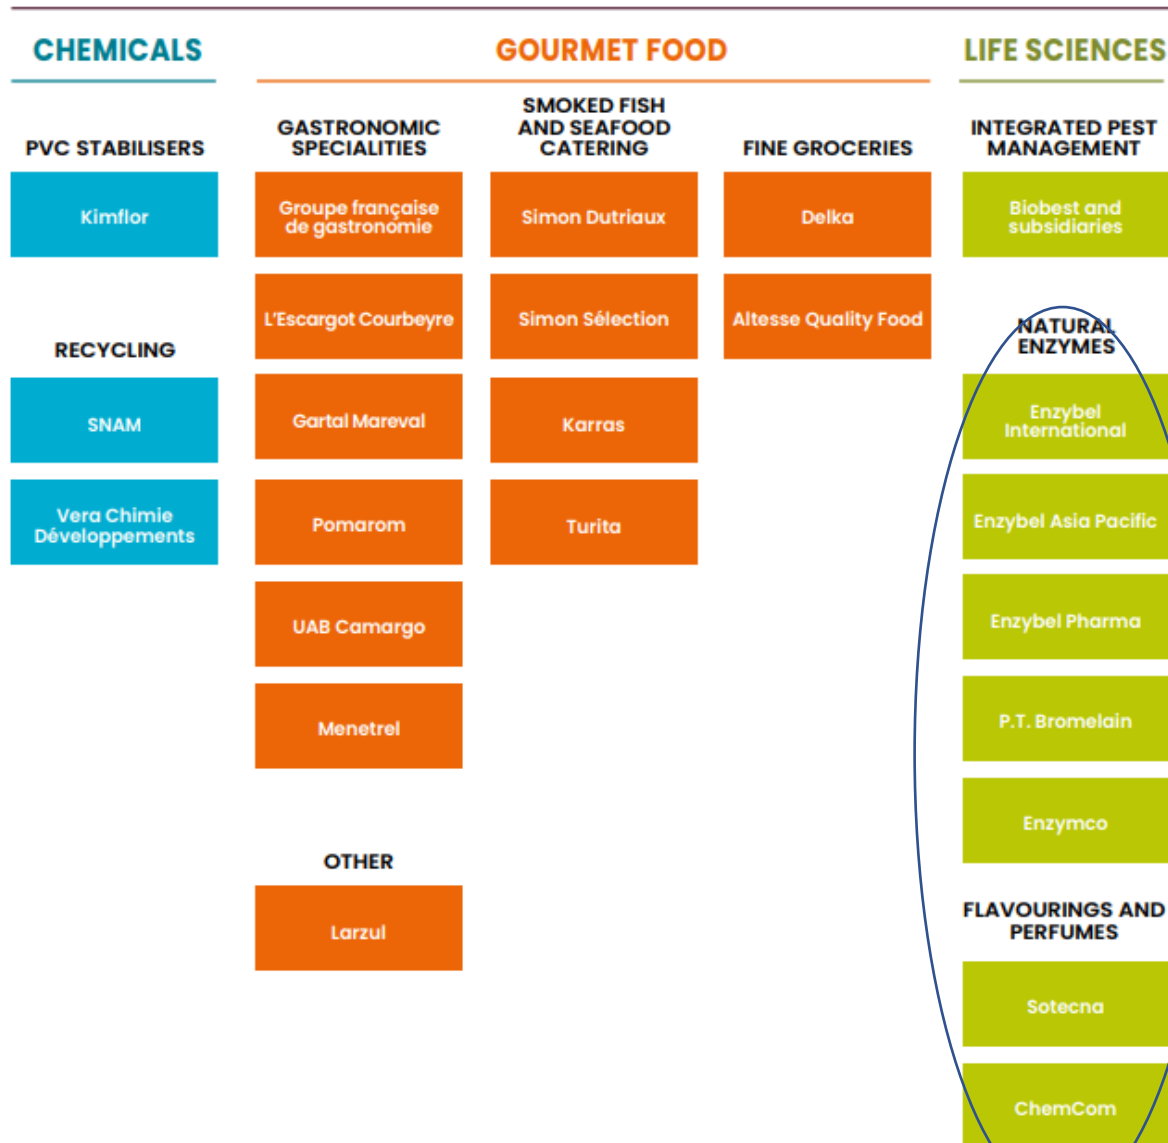 CHEMICALS
PVC STABILISERS
Kimflor
RECYCLING
SNAM
Vera Chimie
Développements
GOURMET FOOD
GASTRONOMIC
SPECIALITIES
Groupe française
de gastronomie
L'Escargot Courbeyre
Gartal Mareval
Pomarom
UAB Camargo
Menetrel
OTHER
Larzul
SMOKED FISH
AND SEAFOOD
CATERING
Simon Dutriaux
Simon Sélection
Karras
Turita
FINE GROCERIES
Delka
Altesse Quality Food
LIFE SCIENCES
INTEGRATED PEST
MANAGEMENT
Biobest and
subsidiaries
NATURAL
ENZYMES
Enzybel
International
Enzybel Asia Pacific
Enzybel Pharma
P.T. Bromelain
Enzymco
FLAVOURINGS AND
PERFUMES
Sotecna
ChemCom